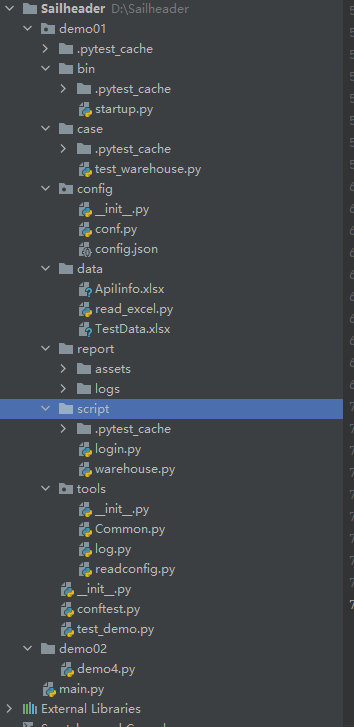 Sailheader D:\Sailheader
demo01
.pytest_cache
bin
.pytest_cache
startup.py
case
.pytest_cache
test_warehouse.py
config
__init__.py
conf.py
config.json
data
ApiIinfo.xlsx
read_excel.py
TestData.xlsx
report
assets
logs
script
.pytest_cache
login.py
warehouse.py
tools
__init__.py
Common.py
log.py
readconfig.py
__init__.py
conftest.py
test_demo.py
demo02
demo4.py
main.py
External Libraries